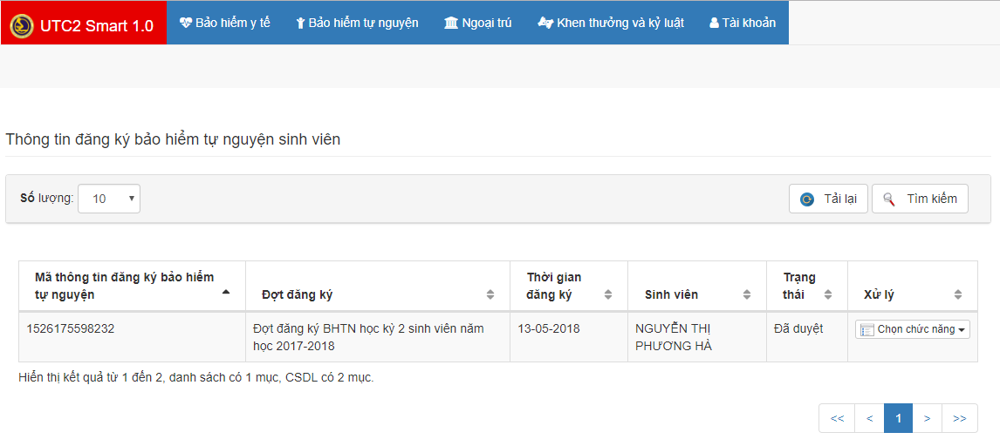 UTC2 Smart 1.0 Bảo hiểm y tế Bảo hiểm tự nguyện Ngoại trú Khen thưởng và kỷ luật Tài khoản
Thông tin đăng ký bảo hiểm tự nguyện sinh viên
Số lượng: 10 Tải lại Tìm kiếm
Mã thông tin đăng ký bảo hiểm
tự nguyện
Đợt đăng ký
Thời gian
đăng ký
Sinh viên
Trạng
thái
Xử lý
1526175598232
Đợt đăng ký BHTN học kỳ 2 sinh viên năm
học 2017-2018
13-05-2018
NGUYỄN THỊ
PHƯƠNG HÀ
Đã duyệt
Chọn chức năng
Hiển thị kết quả từ 1 đến 2, danh sách có 1 mục, CSDL có 2 mục.
<< < 1 > >>